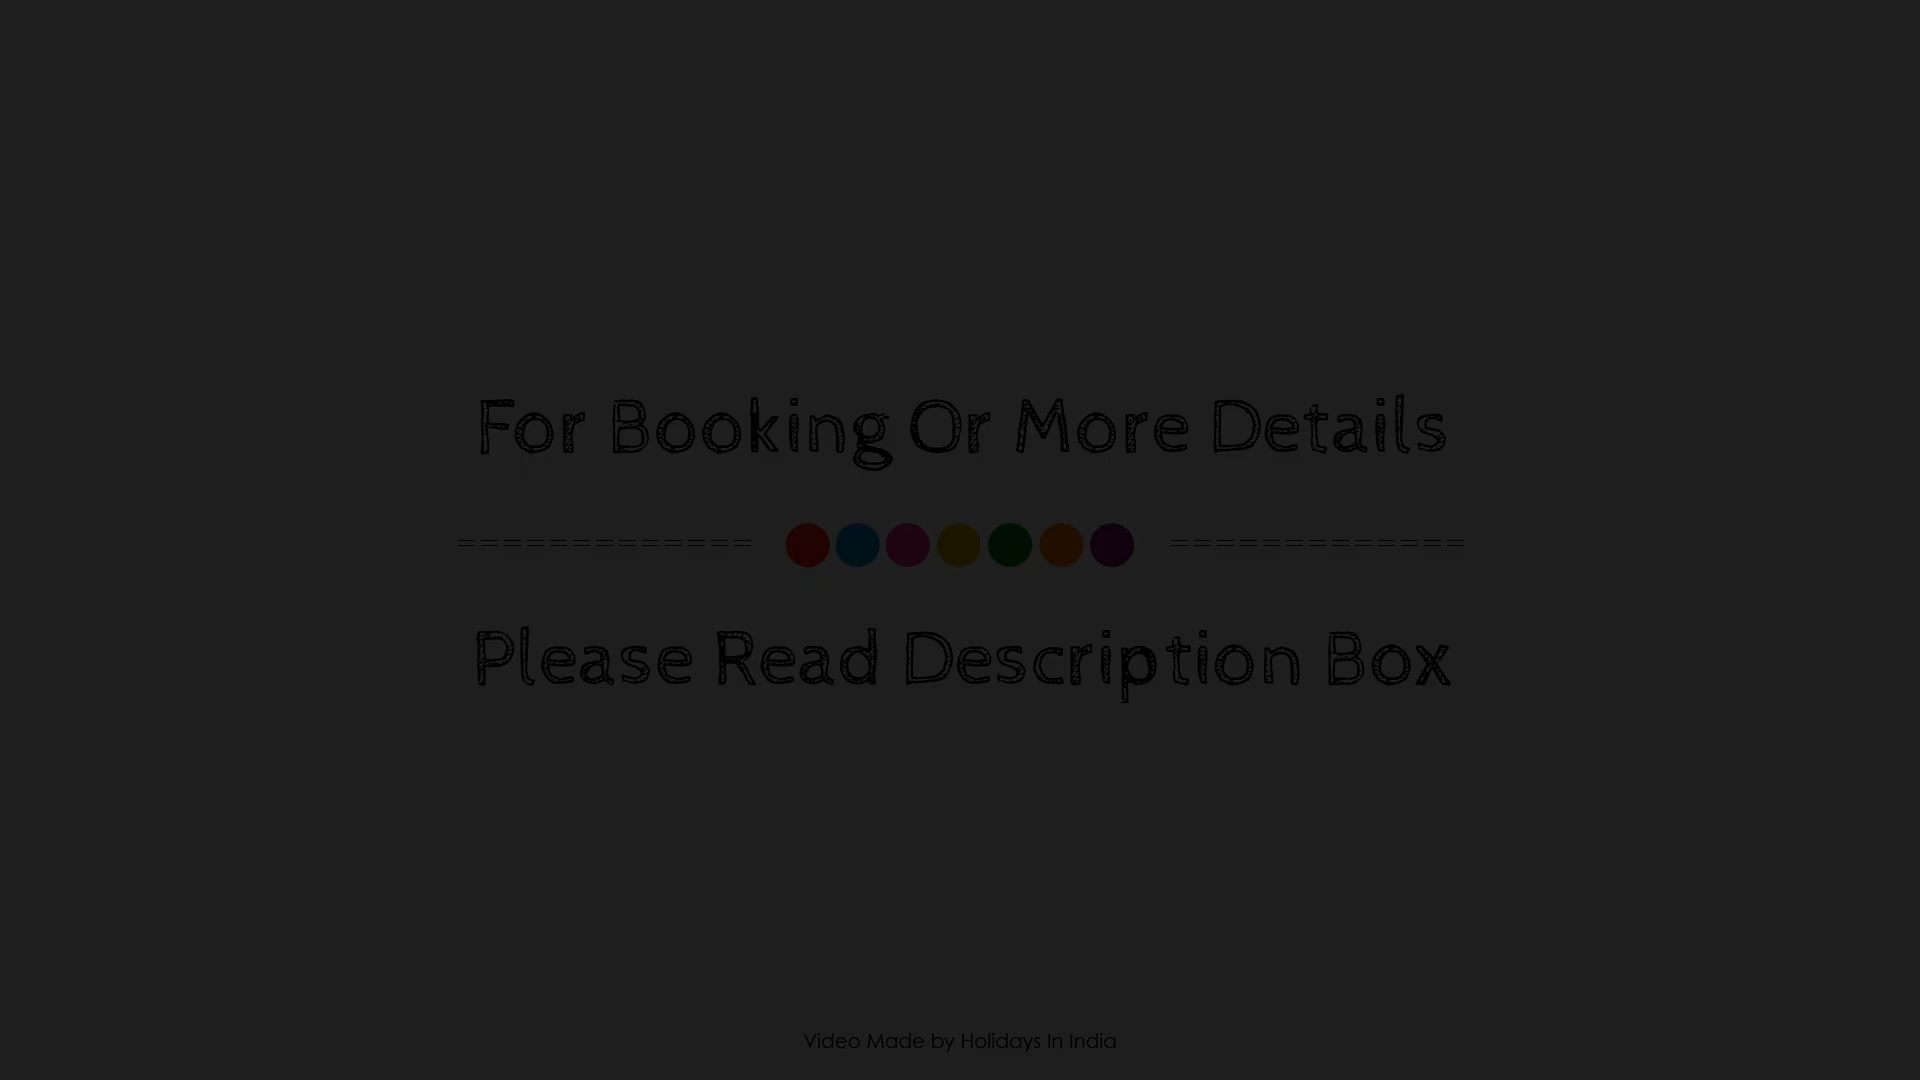 For Booking Or More Details
============= =============
Please Read Description Box
Video Made by Holidays In India